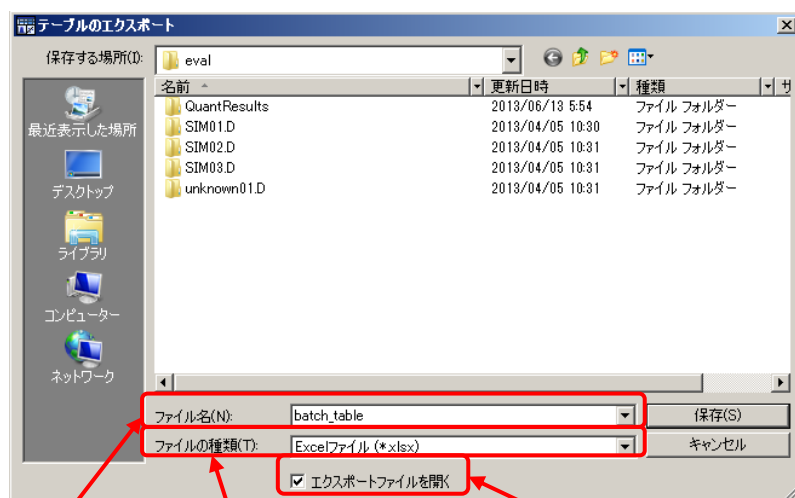 テーブルのエクスポート
保存する場所(I):
eval
名前 更新日時 種類 サ
QuantResults 2013/06/13 5:54 ファイル フォルダー
SIM01.D 2013/04/05 10:30 ファイル フォルダー
SIM02.D 2013/04/05 10:31 ファイル フォルダー
SIM03.D 2013/04/05 10:31 ファイル フォルダー
unknown01.D 2013/04/05 10:31 ファイル フォルダー
最近表示した場所
デスクトップ
ライブラリ
コンピューター
ネットワーク
ファイル名(N): batch_table 保存(S)
ファイルの種類(T): Excelファイル (*.xlsx) キャンセル
エクスポートファイルを開く